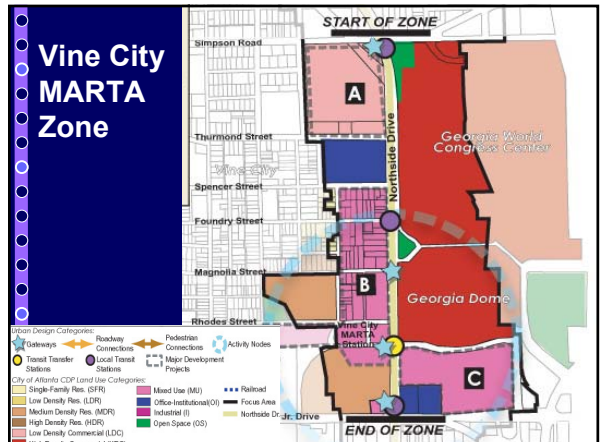 Vine City
MARTA
Zone
START OF ZONE
Simpson Road
A
Thurmond Street
Northside Drive
Georgia World
Congress Center
Vine City
Spencer Street
Foundry Street
Magnolia Street
B
Georgia Dome
Rhodes Street
Vine City
MARTA
Station
C
Jr. Drive
END OF ZONE
Urban Design Categories:
Gateways
Roadway
Connections
Pedestrian
Connections
Activity Nodes
Transit Transfer
Stations
Local Transit
Stations
Major Development
Projects
City of Atlanta CDP Land Use Categories:
Single-Family Res. (SFR)
Low Density Res. (LDR)
Medium Density Res. (MDR)
High Density Res. (HDR)
Low Density Commercial (LDC)
Mixed Use (MU)
Office-Institutional(OI)
Industrial (I)
Open Space (OS)
Railroad
Focus Area
Northside Dr.